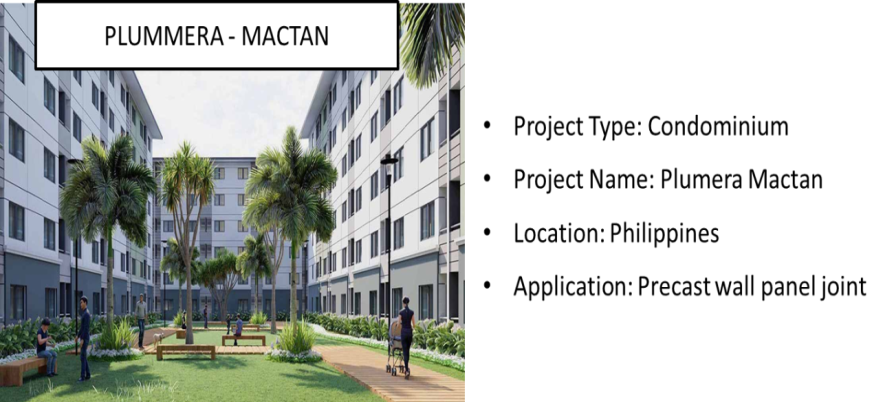 PLUMMERA - MACTAN
• Project Type: Condominium
• Project Name: Plumera Mactan
• Location: Philippines
• Application: Precast wall panel joint